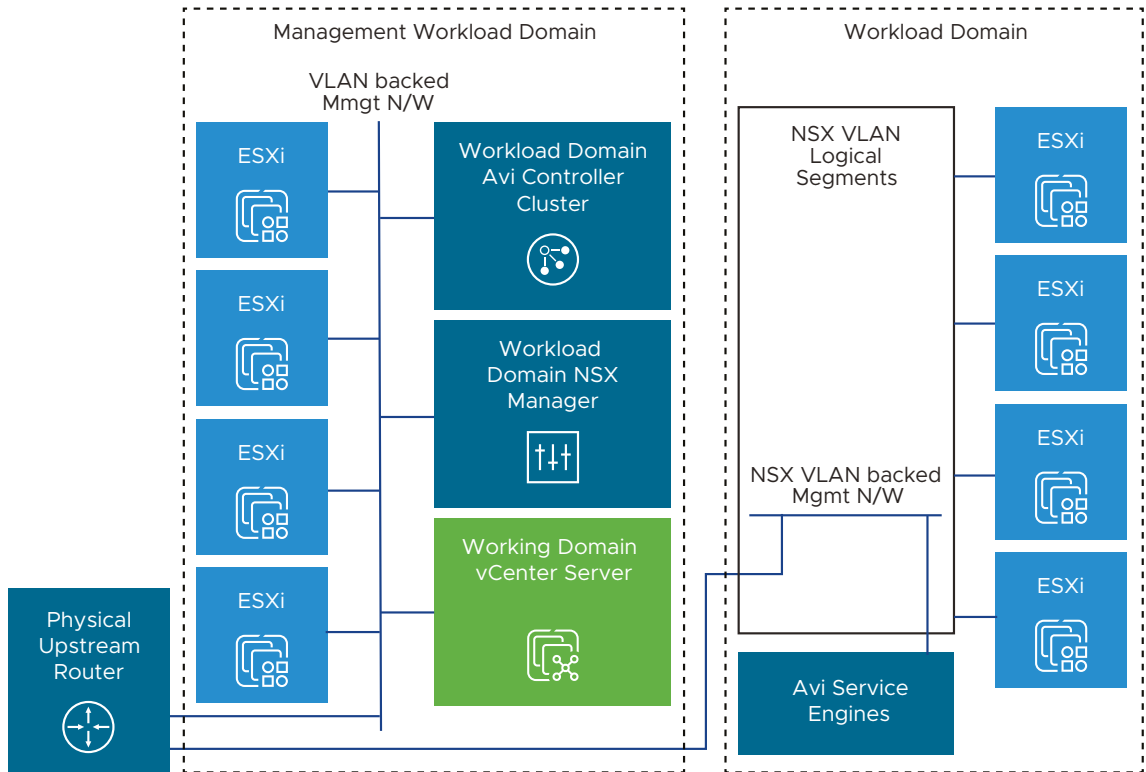 Management Workload Domain
VLAN backed
Mmgt N/W
ESXi
ESXi
ESXi
ESXi
Workload Domain
Avi Controller
Cluster
Workload
Domain NSX
Manager
Working Domain
vCenter Server
Physical
Upstream
Router
Workload Domain
NSX VLAN
Logical
Segments
NSX VLAN backed
Mgmt N/W
Avi Service
Engines
ESXi
ESXi
ESXi
ESXi